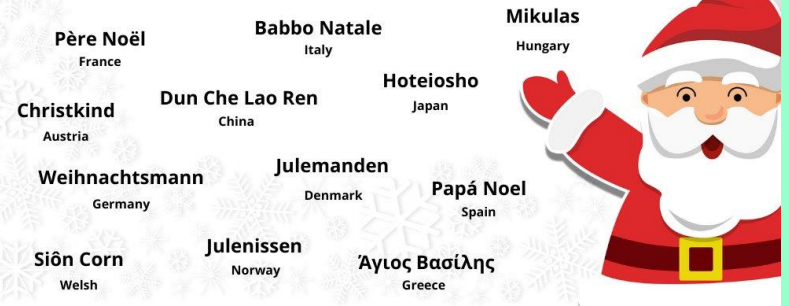 Père Noël
France
Babbo Natale
Italy
Mikulas
Hungary
Christkind
Austria
Dun Che Lao Ren
China
Hoteiosho
Japan
Weihnachtsmann
Germany
Julemanden
Denmark
Papá Noel
Spain
Siôn Corn
Welsh
Julenissen
Norway
Άγιος Βασίλης
Greece